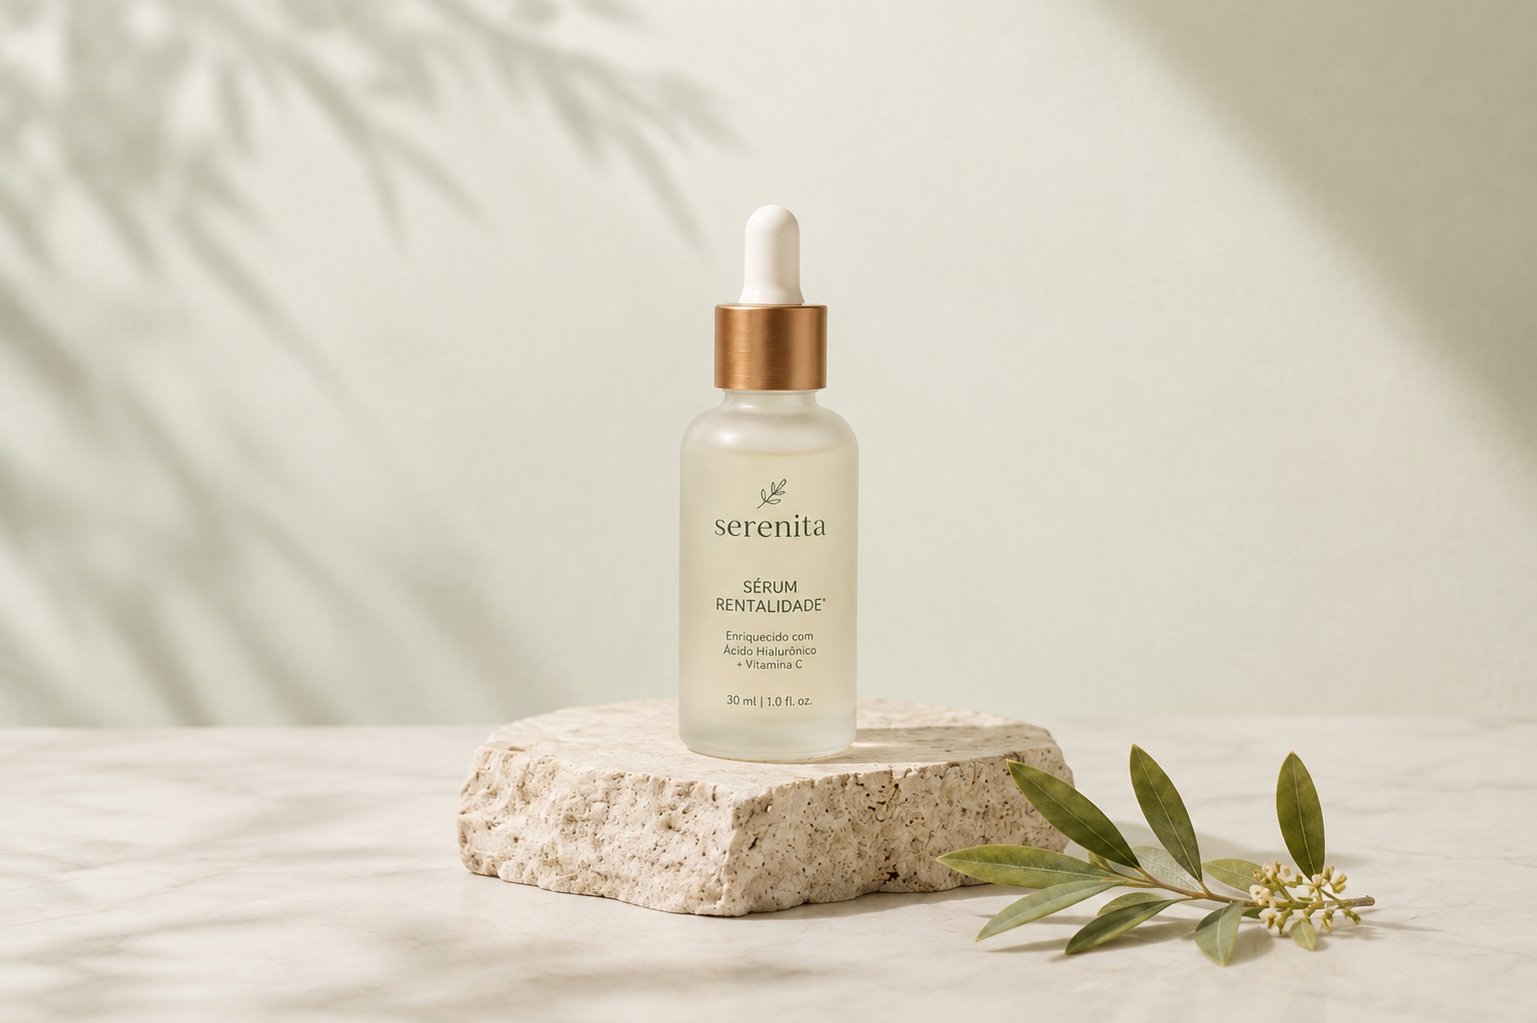 serenita
SÉRUM
RENTALIDADE*
Enriquecido com
Ácido Hialurônico
+ Vitamina C
30 ml | 1.0 fl. oz.